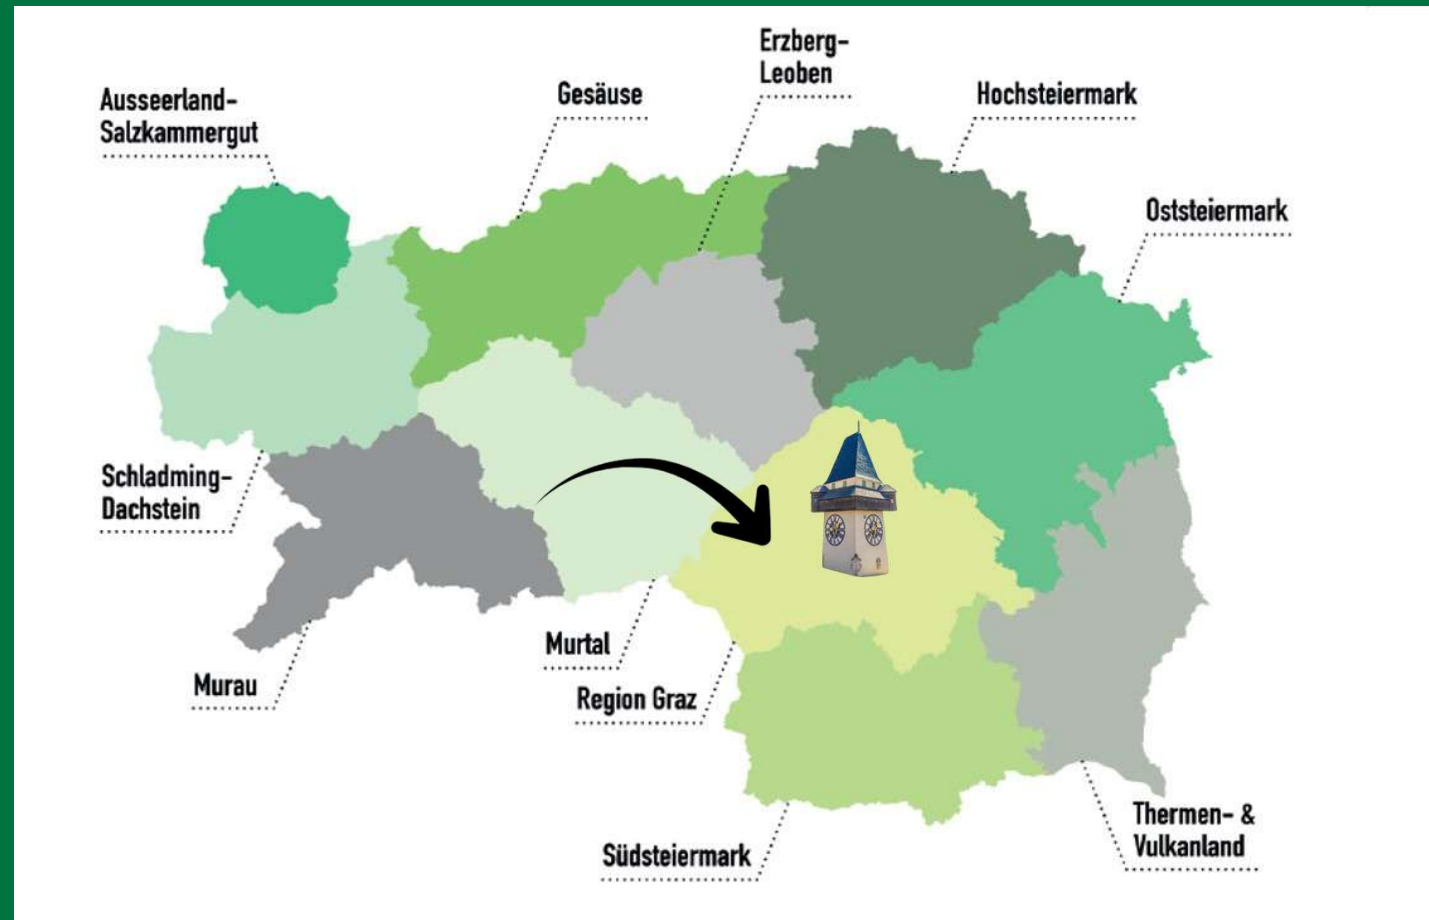 Erzberg-
Leoben
Gesäuse
Hochsteiermark
Ausseerland-
Salzkammergut
Oststeiermark
Schladming-
Dachstein
Murtal
Murau
Region Graz
Thermen- &
Vulkanland
Südsteiermark